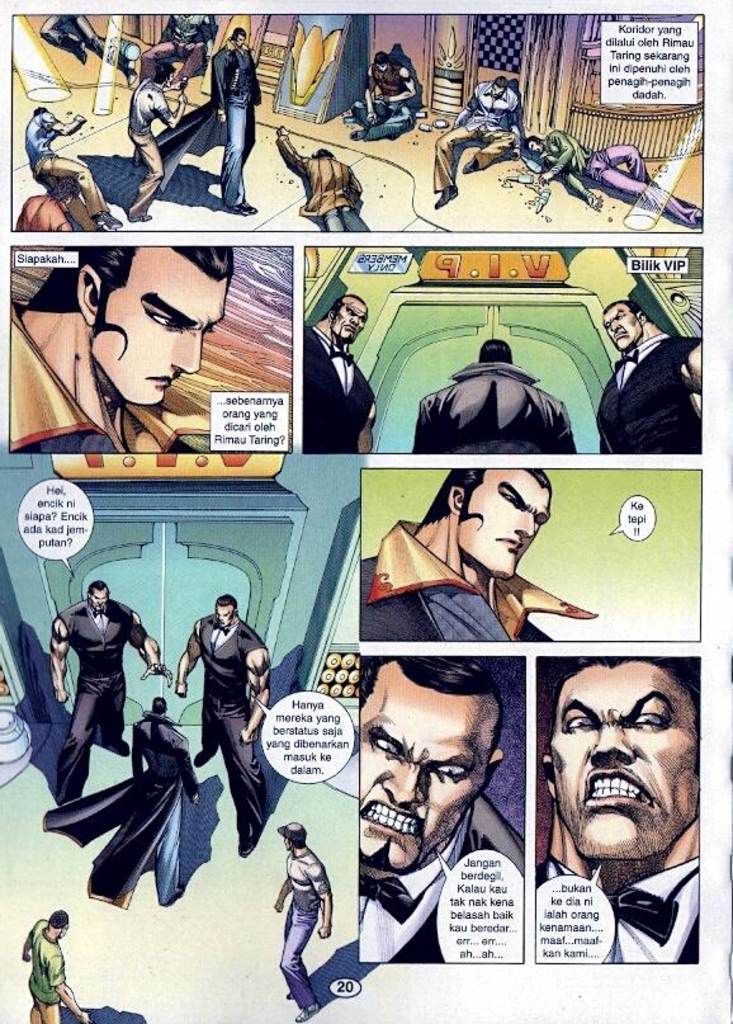 Koridor yang
dilalui oleh Rimau
Taring sekarang
ini dipenuhi oleh
penagih-penagih
dadah.
Siapakah....
...sebenarnya
orang yang
dicari oleh
Rimau Taring?
MEMBERS
ONLY
V.I.P
Bilik VIP
V.I.P
Hei,
encik ni
siapa? Encik
ada kad jem-
putan?
Hanya
mereka yang
berstatus saja
yang dibenarkan
masuk ke
dalam.
Ke
tepi
!!
Jangan
berdegil,
Kalau kau
tak nak kena
belasah baik
kau beredar...
err... err....
ah...ah...
...bukan
ke dia ni
ialah orang
kenamaan....
maaf...maaf-
kan kami....
20